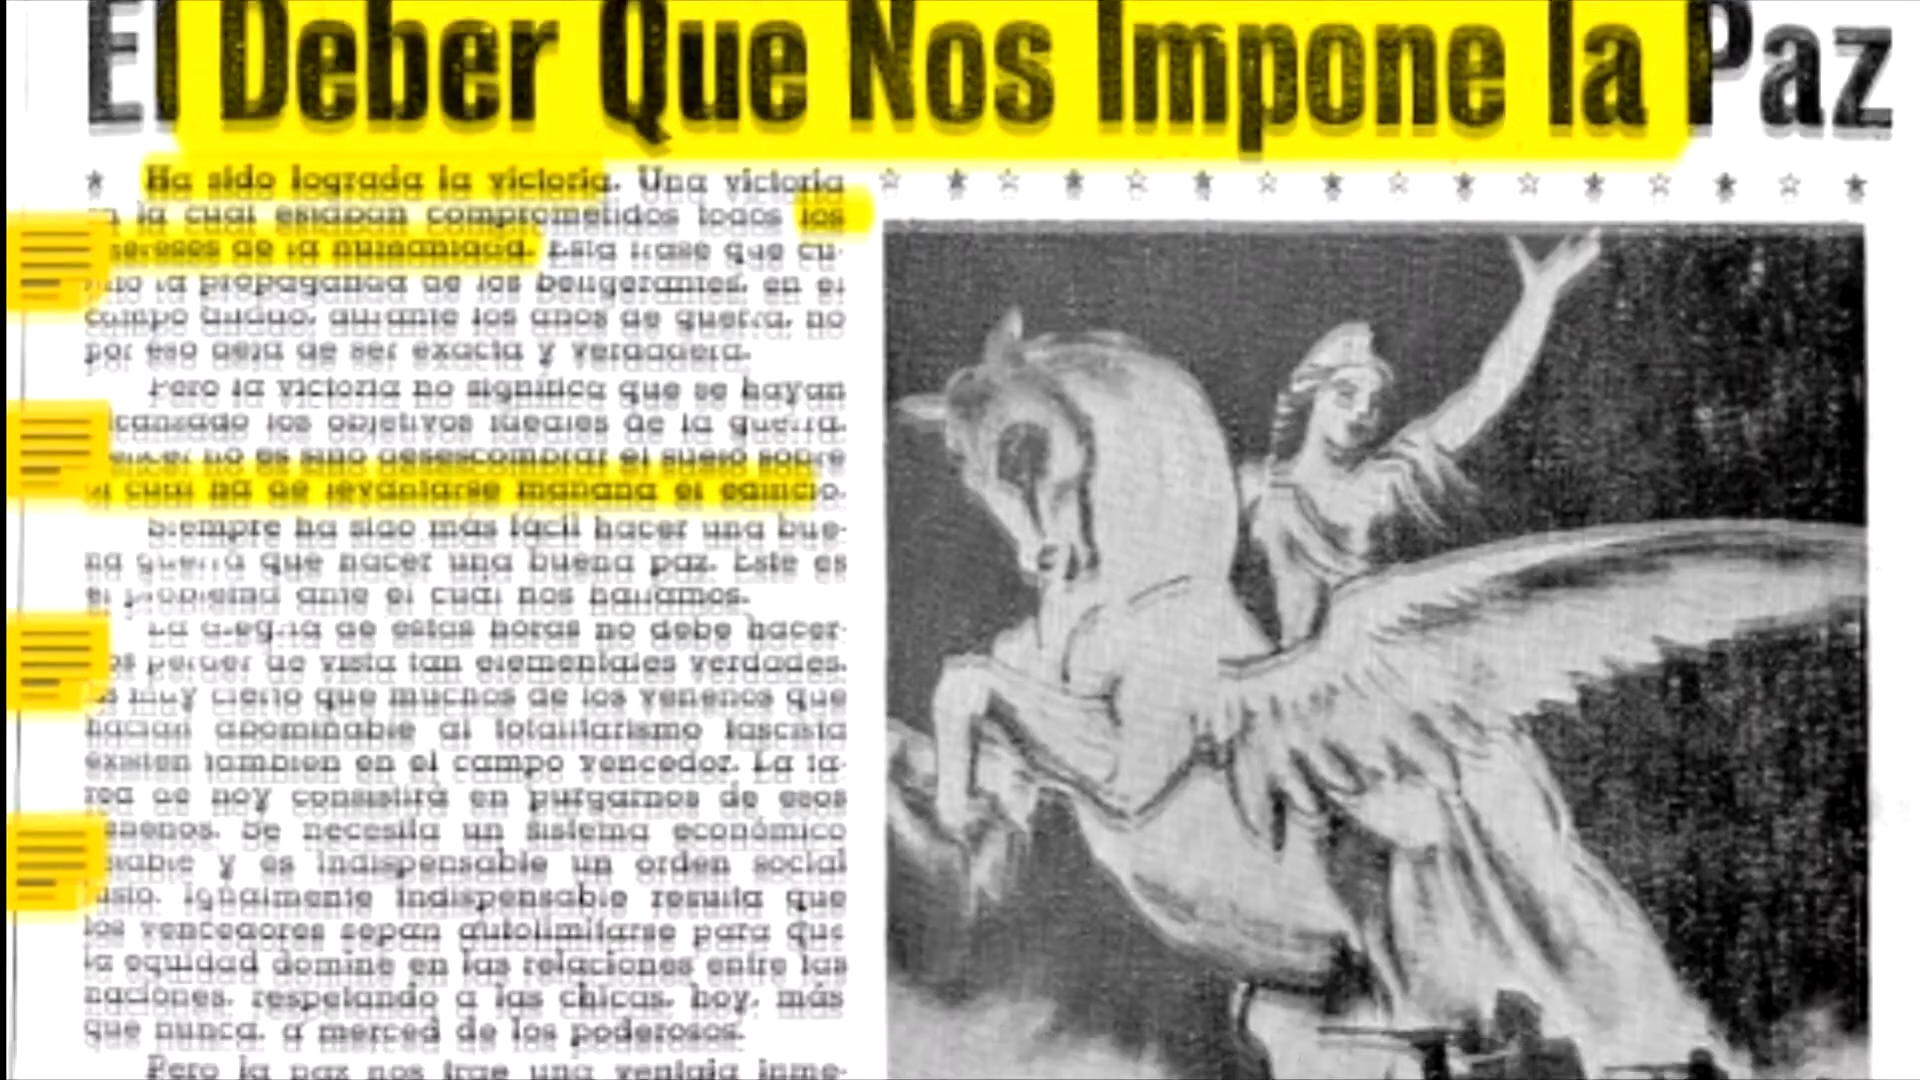 El Deber Que Nos Impone la Paz
Ha sido lograda la victoria. Una victoria
la cual estaban comprometidos todos los
de la humanidad. Esta frase que
la propaganda de los beligerantes, en el
campo aliado, durante los años de guerra, no
por eso deja de ser exacta y verdadera.
Pero la victoria no significa que se hayan
los objetivos ideales de la guerra.
no es sino desescombrar el suelo sobre
el cual ha de levantarse mañana el edificio.
Siempre ha sido más fácil hacer una bue-
na guerra que hacer una buena paz. Este es
el problema ante el cual nos hallamos.
La alegría de estas horas no debe hacer-
perder de vista tan elementales verdades.
Es muy cierto que muchos de los venenos que
hacían abominable al totalitarismo fascista
existen también en el campo vencedor. La ta-
rea de hoy consistirá en purgarnos de esos
venenos. Se necesita un sistema económico
y es indispensable un orden social
justo. Igualmente indispensable resulta que
los vencedores sepan autolimitarse para que
la equidad domine en las relaciones entre las
naciones, respetando a las chicas, hoy, más
que nunca, a merced de los poderosos.
Pero la paz nos trae una ventaja inme-